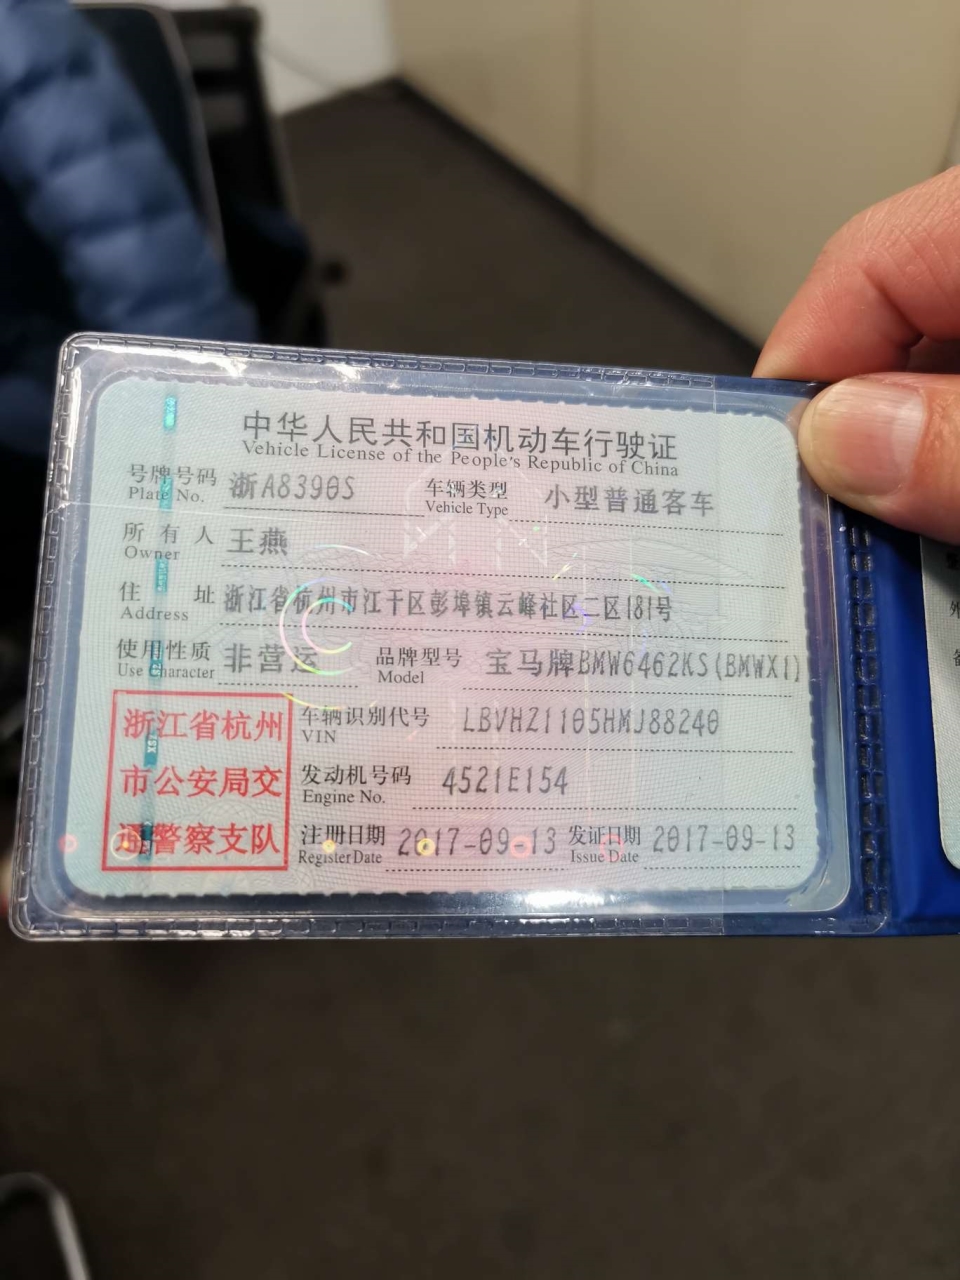 中华人民共和国机动车行驶证
Vehicle License of the People's Republic of China
号牌号码 浙A8390S 车辆类型 小型普通客车
Plate No. Vehicle Type
所有人 王燕
Owner
住址 浙江省杭州市江干区彭埠镇云峰社区二区181号
Address
使用性质 非营运 品牌型号 宝马牌BMW6462KS(BMWX1)
Use Character Model
浙江省杭州
市公安局交
通警察支队
车辆识别代号 LBVHZ1105HMJ88240
VIN
发动机号码 4521E154
Engine No.
注册日期 2017-09-13 发证日期 2017-09-13
Register Date Issue Date